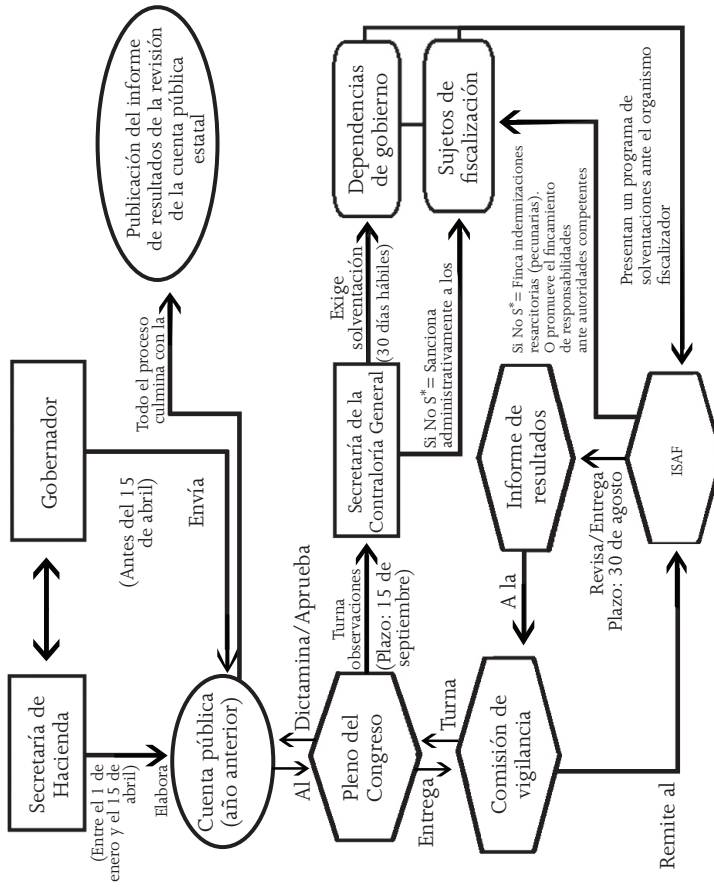 Secretaría de
Hacienda
Gobernador
(Entre el 1 de
enero y el 15 de
abril)
Elabora
(Antes del 15
de abril)
Envía
Todo el proceso
culmina con la
Publicación del informe
de resultados de la revisión
de la cuenta pública
estatal
Cuenta pública
(año anterior)
Al
Dictamina/Aprueba
Pleno del
Congreso
Turna
observaciones
(Plazo: 15 de
septiembre)
Secretaría de la
Contraloría General
Exige
solventación
(30 días hábiles)
Dependencias
de gobierno
Si No S*= Sanciona
administrativamente a los
Sujetos de
fiscalización
Entrega
Turna
Comisión de
vigilancia
A la
Informe de
resultados
Si No S*= Finca indemnizaciones
resarcitorias (pecunarias).
O promueve el fincamiento
de responsabilidades
ante autoridades competentes
Revisa/Entrega
Plazo: 30 de agosto
Remite al
ISAF
Presentan un programa de
solventaciones ante el organismo
fiscalizador